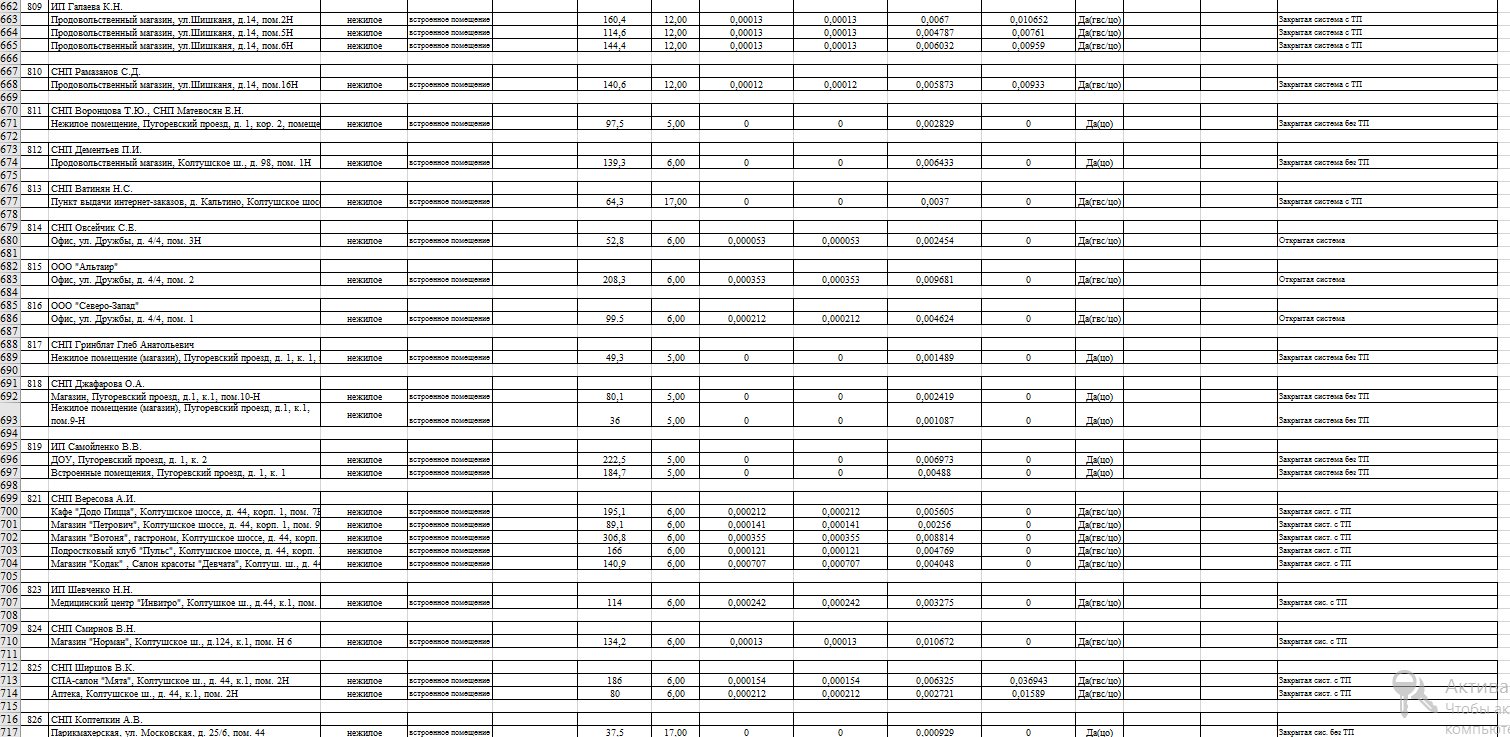 662 809 ИП Галаева К.Н.
663 Продовольственный магазин, ул.Шишканя, д.14, пом.2Н нежилое встроенное помещение 160,4 12,00 0,00013 0,00013 0,0067 0,010652 Да(гвс/цо) Закрытая система с ТП
664 Продовольственный магазин, ул.Шишканя, д.14, пом.5Н нежилое встроенное помещение 114,6 12,00 0,00013 0,00013 0,004787 0,00761 Да(гвс/цо) Закрытая система с ТП
665 Продовольственный магазин, ул.Шишканя, д.14, пом.6Н нежилое встроенное помещение 144,4 12,00 0,00013 0,00013 0,006032 0,00959 Да(гвс/цо) Закрытая система с ТП
666
667 810 СНП Рамазанов С.Д.
668 Продовольственный магазин, ул.Шишканя, д.14, пом.16Н нежилое встроенное помещение 140,6 12,00 0,00012 0,00012 0,005873 0,00933 Да(гвс/цо) Закрытая система с ТП
669
670 811 СНП Воронцова Т.Ю., СНП Матевосян Е.Н.
671 Нежилое помещение, Пугоревский проезд, д. 1, кор. 2, помеще нежилое встроенное помещение 97,5 5,00 0 0 0,002829 0 Да(цо) Закрытая система без ТП
672
673 812 СНП Дементьев П.И.
674 Продовольственный магазин, Колтушское ш., д. 98, пом. 1Н нежилое встроенное помещение 139,3 6,00 0 0 0,006433 0 Да(цо) Закрытая система без ТП
675
676 813 СНП Ватинян Н.С.
677 Пункт выдачи интернет-заказов, д. Кальтино, Колтушское шос нежилое встроенное помещение 64,3 17,00 0 0 0,0037 0 Да(гвс/цо) Закрытая система с ТП
678
679 814 СНП Овсейчик С.Е.
680 Офис, ул. Дружбы, д. 4/4, пом. 3Н нежилое встроенное помещение 52,8 6,00 0,000053 0,000053 0,002454 0 Да(гвс/цо) Открытая система
681
682 815 ООО "Альтаир"
683 Офис, ул. Дружбы, д. 4/4, пом. 2 нежилое встроенное помещение 208,3 6,00 0,000353 0,000353 0,009681 0 Да(гвс/цо) Открытая система
684
685 816 ООО "Северо-Запад"
686 Офис, ул. Дружбы, д. 4/4, пом. 1 нежилое встроенное помещение 99,5 6,00 0,000212 0,000212 0,004624 0 Да(гвс/цо) Открытая система
687
688 817 СНП Гринблат Глеб Анатольевич
689 Нежилое помещение (магазин), Пугоревский проезд, д. 1, к. 1, нежилое встроенное помещение 49,3 5,00 0 0 0,001489 0 Да(цо) Закрытая система без ТП
690
691 818 СНП Джафарова О.А.
692 Магазин, Пугоревский проезд, д.1, к.1, пом.10-Н нежилое встроенное помещение 80,1 5,00 0 0 0,002419 0 Да(цо) Закрытая система без ТП
Нежилое помещение (магазин), Пугоревский проезд, д.1, к.1, нежилое
693 пом.9-Н встроенное помещение 36 5,00 0 0 0,001087 0 Да(цо) Закрытая система без ТП
694
695 819 ИП Самойленко В.В.
696 ДОУ, Пугоревский проезд, д. 1, к. 2 нежилое встроенное помещение 222,5 5,00 0 0 0,006973 0 Да(цо) Закрытая система без ТП
697 Встроенные помещения, Пугоревский проезд, д. 1, к. 1 нежилое встроенное помещение 184,7 5,00 0 0 0,00488 0 Да(цо) Закрытая система без ТП
698
699 821 СНП Вересова А.И.
700 Кафе "Додо Пицца", Колтушское шоссе, д. 44, корп. 1, пом. 7 нежилое встроенное помещение 195,1 6,00 0,000212 0,000212 0,005605 0 Да(гвс/цо) Закрытая сист. с ТП
701 Магазин "Петрович", Колтушское шоссе, д. 44, корп. 1, пом. 9 нежилое встроенное помещение 89,1 6,00 0,000141 0,000141 0,00256 0 Да(гвс/цо) Закрытая сист. с ТП
702 Магазин "Вотоня", гастроном, Колтушское шоссе, д. 44, корп. нежилое встроенное помещение 306,8 6,00 0,000355 0,000355 0,008814 0 Да(гвс/цо) Закрытая сист. с ТП
703 Подростковый клуб "Пульс", Колтушское шоссе, д. 44, корп. нежилое встроенное помещение 166 6,00 0,000121 0,000121 0,004769 0 Да(гвс/цо) Закрытая сист. с ТП
704 Магазин "Кодак" , Салон красоты "Девчата", Колтуш. ш., д. 4 нежилое встроенное помещение 140,9 6,00 0,000707 0,000707 0,004048 0 Да(гвс/цо) Закрытая сист. с ТП
705
706 823 ИП Шевченко Н.Н.
707 Медицинский центр "Инвитро", Колтушкое ш., д.44, к.1, пом. нежилое встроенное помещение 114 6,00 0,000242 0,000242 0,003275 0 Да(гвс/цо) Закрытая сис. с ТП
708
709 824 СНП Смирнов В.Н.
710 Магазин "Норман", Колтушское ш., д.124, к.1, пом. Н 6 нежилое встроенное помещение 134,2 6,00 0,00013 0,00013 0,010672 0 Да(гвс/цо) Закрытая сис. с ТП
711
712 825 СНП Ширшов В.К.
713 СПА-салон "Мята", Колтушское ш., д. 44, к.1, пом. 2Н нежилое встроенное помещение 186 6,00 0,000154 0,000154 0,006325 0,036943 Да(гвс/цо) Закрытая сист. с ТП
714 Аптека, Колтушское ш., д. 44, к.1, пом. 2Н нежилое встроенное помещение 80 6,00 0,000212 0,000212 0,002721 0,01589 Да(гвс/цо) Закрытая сист. с ТП
715
716 826 СНП Коптелкин А.В.
717 Парикмахерская, ул. Московская, д. 25/6, пом. 44 нежилое встроенное помещение 37,5 17,00 0 0 0,000929 0 Да(цо) Закрытая сис. без ТП
Актива
Чтобы ак
компьют